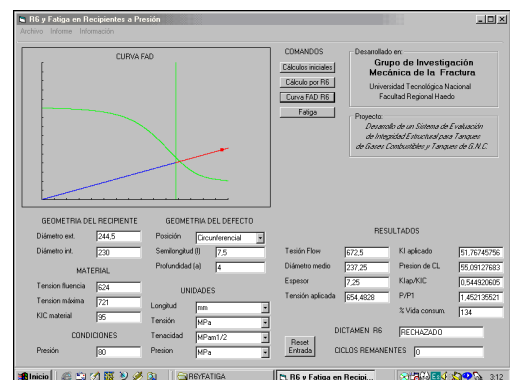 R6 y Fatiga en Recipientes a Presión
Archivo Informe Información
CURVA FAD
COMANDOS
Cálculos iniciales
Cálculo por R6
Curva FAD R6
Fatiga
Desarrollado en:
Grupo de Investigación
Mecánica de la Fractura
Universidad Tecnológica Nacional
Facultad Regional Haedo
Proyecto:
Desarrollo de un Sistema de Evaluación
de Integridad Estructural para Tanques
de Gases Combustibles y Tanques de G.N.C.
GEOMETRIA DEL RECIPIENTE
Diámetro ext. 244,5
Diámetro int. 230
MATERIAL
Tension fluencia 624
Tensión máxima 721
KIC material 95
CONDICIONES
Presión 80
GEOMETRIA DEL DEFECTO
Posición Circunferencial
Semilongitud (l) 7,5
Profundidad (a) 4
UNIDADES
Longitud mm
Tensión MPa
Tenacidad MPam1/2
Presion MPa
RESULTADOS
Tesión Flow 672,5
Diámetro medio 237,25
Espesor 7,25
Tensión aplicada 654,4828
KI aplicado 51,76745756
Presion de CL 55,09127683
KIap/KIC 0,544920605
P/P1 1,452135521
% Vida consum. 134
Reset
Entrada
DICTAMEN R6 RECHAZADO
CICLOS REMANENTES 0
Inicio
R6YFATIGA
R6 y Fatiga en Recipi...
3:12